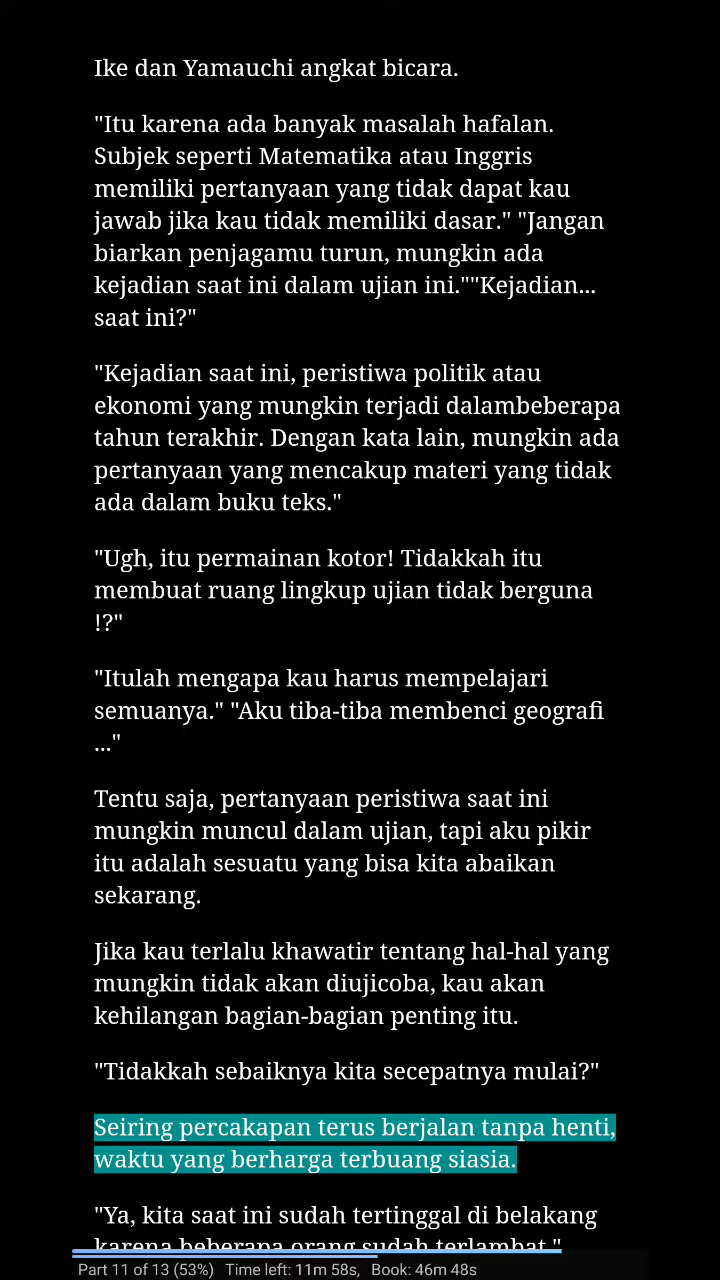 Ike dan Yamauchi angkat bicara.
"Itu karena ada banyak masalah hafalan.
Subjek seperti Matematika atau Inggris
memiliki pertanyaan yang tidak dapat kau
jawab jika kau tidak memiliki dasar." "Jangan
biarkan penjagamu turun, mungkin ada
kejadian saat ini dalam ujian ini.""Kejadian...
saat ini?"
"Kejadian saat ini, peristiwa politik atau
ekonomi yang mungkin terjadi dalambeberapa
tahun terakhir. Dengan kata lain, mungkin ada
pertanyaan yang mencakup materi yang tidak
ada dalam buku teks."
"Ugh, itu permainan kotor! Tidakkah itu
membuat ruang lingkup ujian tidak berguna
!?"
"Itulah mengapa kau harus mempelajari
semuanya." "Aku tiba-tiba membenci geografi
..."
Tentu saja, pertanyaan peristiwa saat ini
mungkin muncul dalam ujian, tapi aku pikir
itu adalah sesuatu yang bisa kita abaikan
sekarang.
Jika kau terlalu khawatir tentang hal-hal yang
mungkin tidak akan diujicoba, kau akan
kehilangan bagian-bagian penting itu.
"Tidakkah sebaiknya kita secepatnya mulai?"
Seiring percakapan terus berjalan tanpa henti,
waktu yang berharga terbuang siasia.
"Ya, kita saat ini sudah tertinggal di belakang
karena beberapa orang sudah terlambat."
Part 11 of 13 (53%) Time left: 11m 58s, Book: 46m 48s